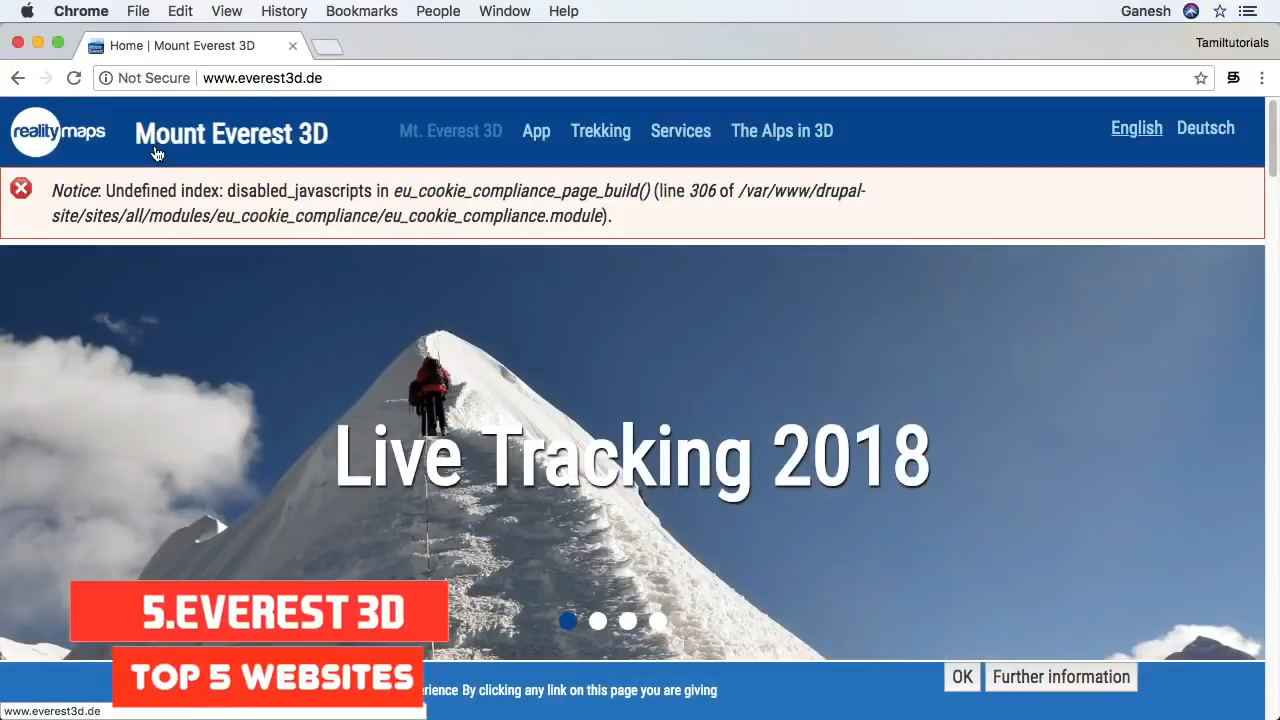 Chrome File Edit View History Bookmarks People Window Help Ganesh
Home | Mount Everest 3D Tamiltutorials
Not Secure www.everest3d.de
realitymaps Mount Everest 3D Mt. Everest 3D App Trekking Services The Alps in 3D English Deutsch
Notice: Undefined index: disabled_javascripts in eu_cookie_compliance_page_build() (line 306 of /var/www/drupal-
site/sites/all/modules/eu_cookie_compliance/eu_cookie_compliance.module).
Live Tracking 2018
5.EVEREST 3D
TOP 5 WEBSITES
By clicking any link on this page you are giving OK Further information
www.everest3d.de